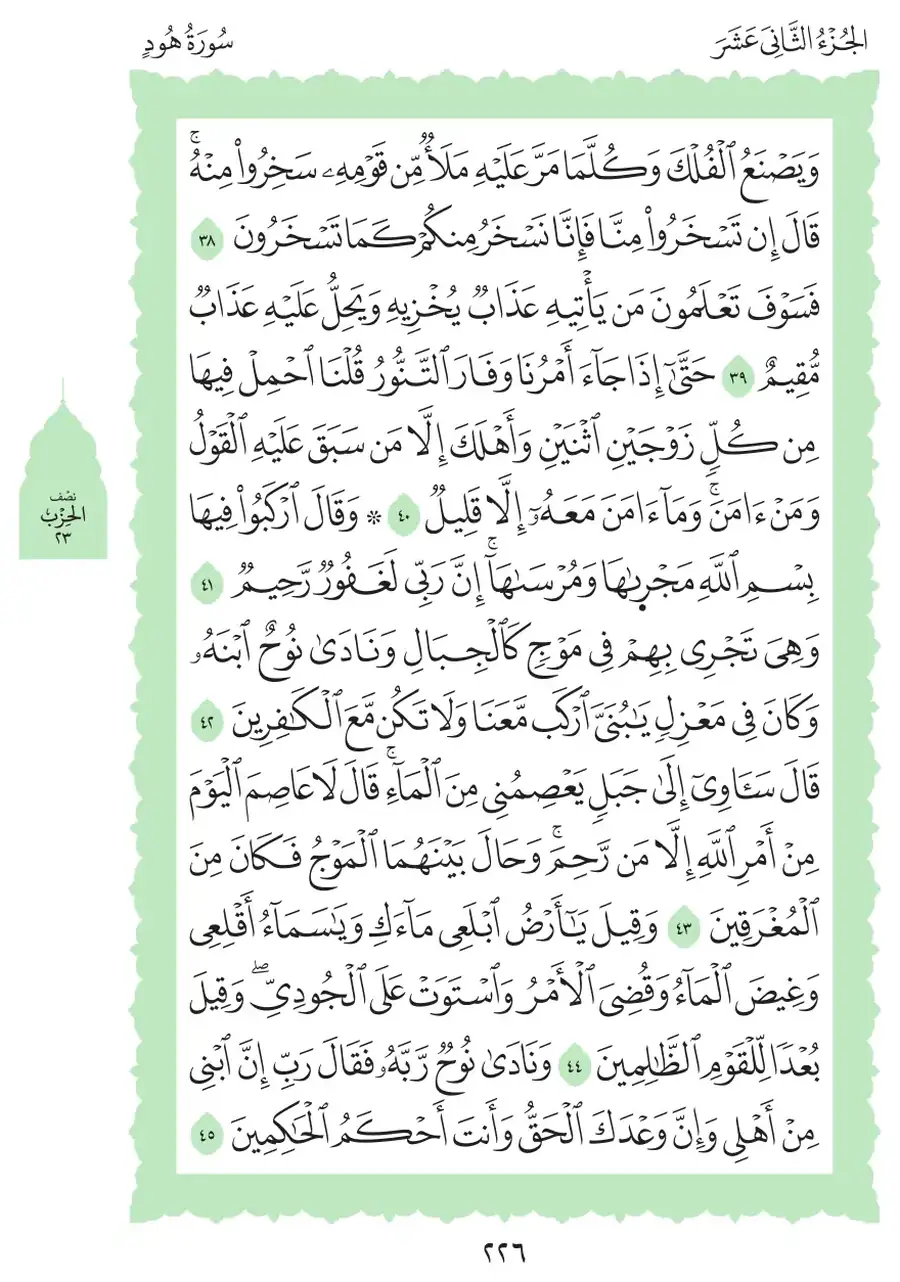 الجُزْءُ الثَّانِيَ عَشَرَ
سُورَةُ هُودٍ
وَيَصۡنَعُ ٱلۡفُلۡكَ وَكُلَّمَا مَرَّ عَلَيۡهِ مَلَأٞ مِّن قَوۡمِهِۦ سَخِرُواْ مِنۡهُۚ
قَالَ إِن تَسۡخَرُواْ مِنَّا فَإِنَّا نَسۡخَرُ مِنكُمۡ كَمَا تَسۡخَرُونَ ٣٨
فَسَوۡفَ تَعۡلَمُونَ مَن يَأۡتِيهِ عَذَابٞ يُخۡزِيهِ وَيَحِلُّ عَلَيۡهِ عَذَابٞ
مُّقِيمٌ ٣٩ حَتَّىٰٓ إِذَا جَآءَ أَمۡرُنَا وَفَارَ ٱلتَّنُّورُ قُلۡنَا ٱحۡمِلۡ فِيهَا
مِن كُلّٖ زَوۡجَيۡنِ ٱثۡنَيۡنِ وَأَهۡلَكَ إِلَّا مَن سَبَقَ عَلَيۡهِ ٱلۡقَوۡلُ
وَمَنۡ ءَامَنَۚ وَمَآ ءَامَنَ مَعَهُۥٓ إِلَّا قَلِيلٞ ٤٠ * وَقَالَ ٱرۡكَبُواْ فِيهَا
بِسۡمِ ٱللَّهِ مَجۡرٜىٰهَا وَمُرۡسَىٰهَآۚ إِنَّ رَبِّي لَغَفُورٞ رَّحِيمٞ ٤١
وَهِيَ تَجۡرِي بِهِمۡ فِي مَوۡجٖ كَٱلۡجِبَالِ وَنَادَىٰ نُوحٌ ٱبۡنَهُۥ
وَكَانَ فِي مَعۡزِلٖ يَٰبُنَيَّ ٱرۡكَب مَّعَنَا وَلَا تَكُن مَّعَ ٱلۡكَٰفِرِينَ ٤٢
قَالَ سَـَٔاوِيٓ إِلَىٰ جَبَلٖ يَعۡصِمُنِي مِنَ ٱلۡمَآءِۚ قَالَ لَا عَاصِمَ ٱلۡيَوۡمَ
مِنۡ أَمۡرِ ٱللَّهِ إِلَّا مَن رَّحِمَۚ وَحَالَ بَيۡنَهُمَا ٱلۡمَوۡجُ فَكَانَ مِنَ
ٱلۡمُغۡرَقِينَ ٤٣ وَقِيلَ يَٰٓأَرۡضُ ٱبۡلَعِي مَآءَكِ وَيَٰسَمَآءُ أَقۡلِعِي
وَغِيضَ ٱلۡمَآءُ وَقُضِيَ ٱلۡأَمۡرُ وَٱسۡتَوَتۡ عَلَى ٱلۡجُودِيِّۖ وَقِيلَ
بُعۡدٗا لِّلۡقَوۡمِ ٱلظَّٰلِمِينَ ٤٤ وَنَادَىٰ نُوحٞ رَّبَّهُۥ فَقَالَ رَبِّ إِنَّ ٱبۡنِي
مِنۡ أَهۡلِي وَإِنَّ وَعۡدَكَ ٱلۡحَقُّ وَأَنتَ أَحۡكَمُ ٱلۡحَٰكِمِينَ ٤٥
نصۡف
الحِزۡب
٢٣
٢٢٦